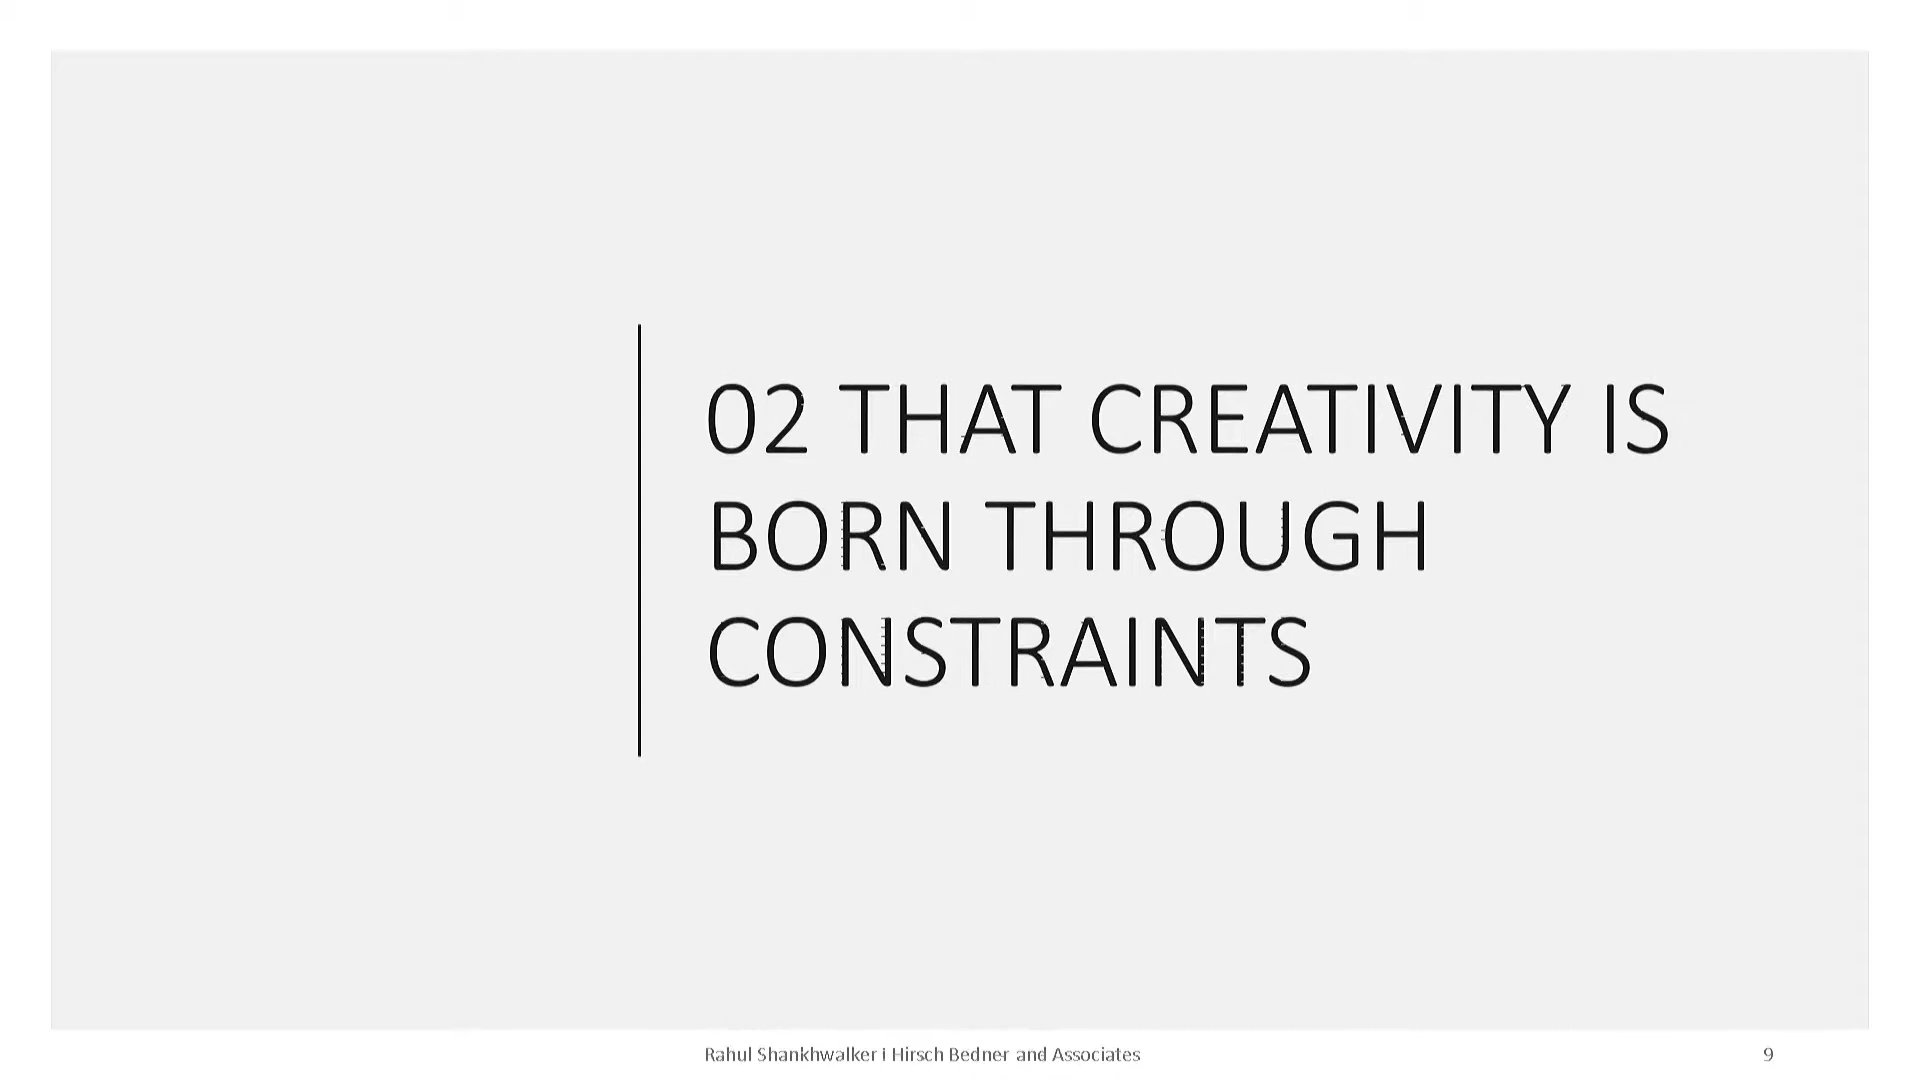 02 THAT CREATIVITY IS
BORN THROUGH
CONSTRAINTS
Rahul Shankhwalker i Hirsch Bedner and Associates
9